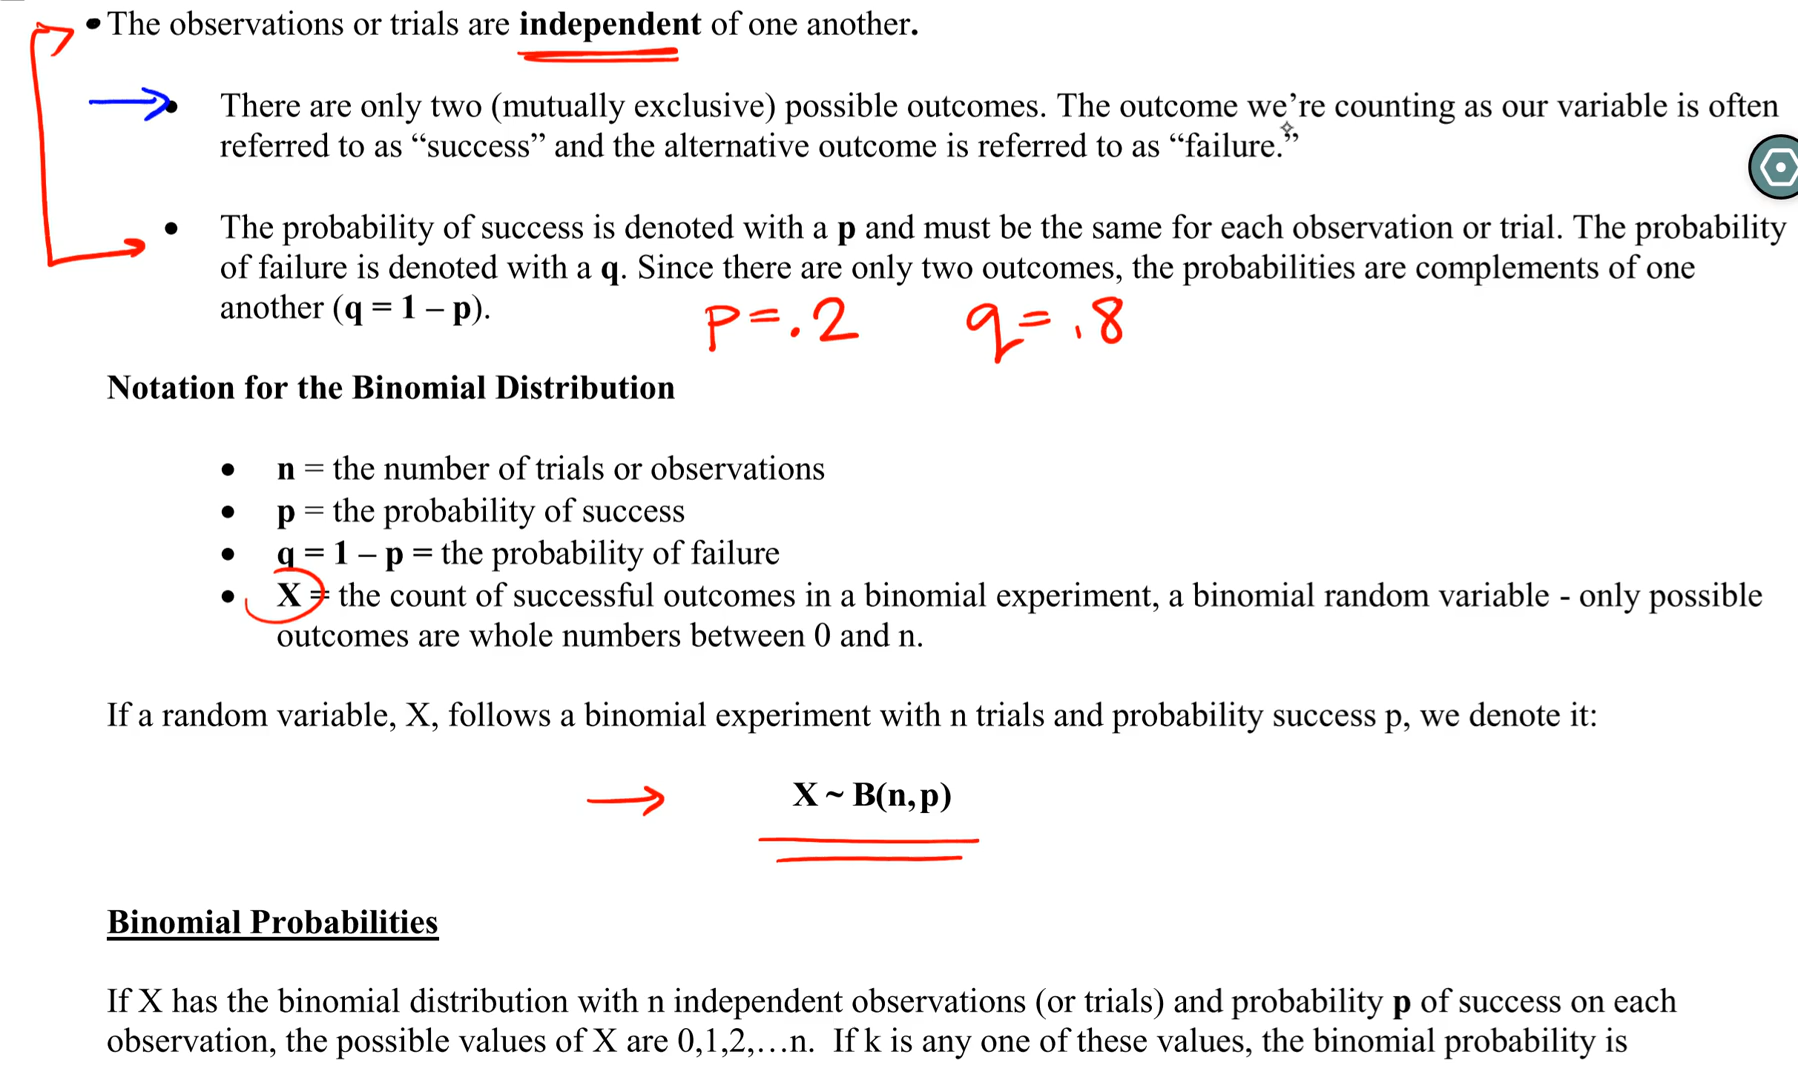 • The observations or trials are independent of one another.
• There are only two (mutually exclusive) possible outcomes. The outcome we’re counting as our variable is often
referred to as “success” and the alternative outcome is referred to as “failure.”
• The probability of success is denoted with a p and must be the same for each observation or trial. The probability
of failure is denoted with a q. Since there are only two outcomes, the probabilities are complements of one
another (q = 1 – p).
p = .2 q = .8
Notation for the Binomial Distribution
• n = the number of trials or observations
• p = the probability of success
• q = 1 – p = the probability of failure
• X = the count of successful outcomes in a binomial experiment, a binomial random variable - only possible
outcomes are whole numbers between 0 and n.
If a random variable, X, follows a binomial experiment with n trials and probability success p, we denote it:
X ~ B(n,p)
Binomial Probabilities
If X has the binomial distribution with n independent observations (or trials) and probability p of success on each
observation, the possible values of X are 0,1,2,…n. If k is any one of these values, the binomial probability is